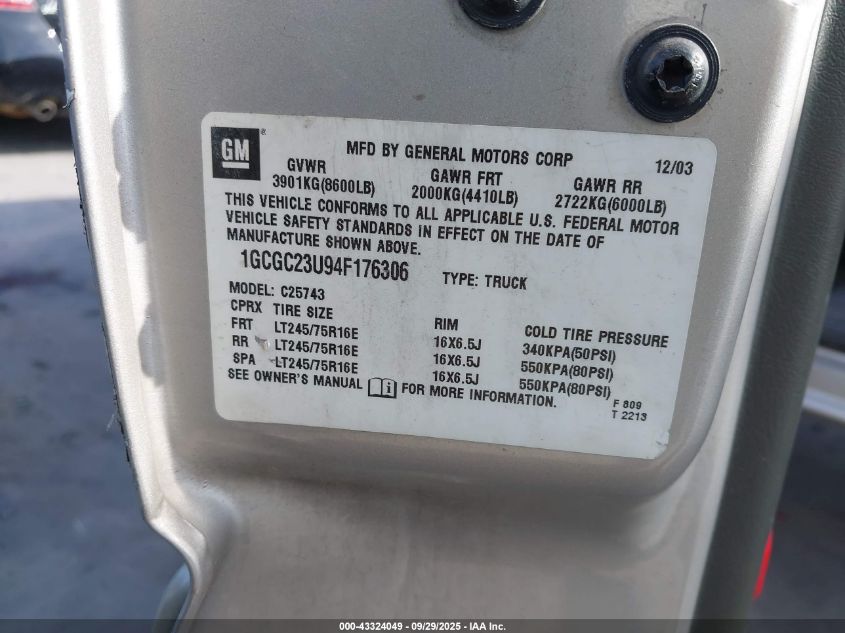 GM ®
MFD BY GENERAL MOTORS CORP 12/03
GVWR GAWR FRT GAWR RR
3901KG(8600LB) 2000KG(4410LB) 2722KG(6000LB)
THIS VEHICLE CONFORMS TO ALL APPLICABLE U.S. FEDERAL MOTOR
VEHICLE SAFETY STANDARDS IN EFFECT ON THE DATE OF
MANUFACTURE SHOWN ABOVE.
1GCGC23U94F176306 TYPE: TRUCK
MODEL: C25743
CPRX TIRE SIZE RIM COLD TIRE PRESSURE
FRT LT245/75R16E 16X6.5J 340KPA(50PSI)
RR LT245/75R16E 16X6.5J 550KPA(80PSI)
SPA LT245/75R16E 16X6.5J 550KPA(80PSI)
SEE OWNER'S MANUAL i FOR MORE INFORMATION.
F 809
T 2213
000-43324049 - 09/29/2025 - IAA Inc.